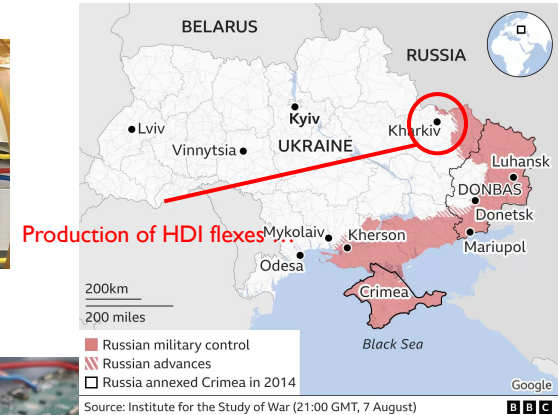 BELARUS
RUSSIA
Kyiv
Lviv
Kharkiv
Vinnytsia
UKRAINE
Luhansk
DONBAS
Donetsk
Production of HDI flexes ...
Mykolaiv
Kherson
Mariupol
Odesa
200km
Crimea
200 miles
Black Sea
Russian military control
Russian advances
Russia annexed Crimea in 2014
Google
Source: Institute for the Study of War (21:00 GMT, 7 August)
BBC